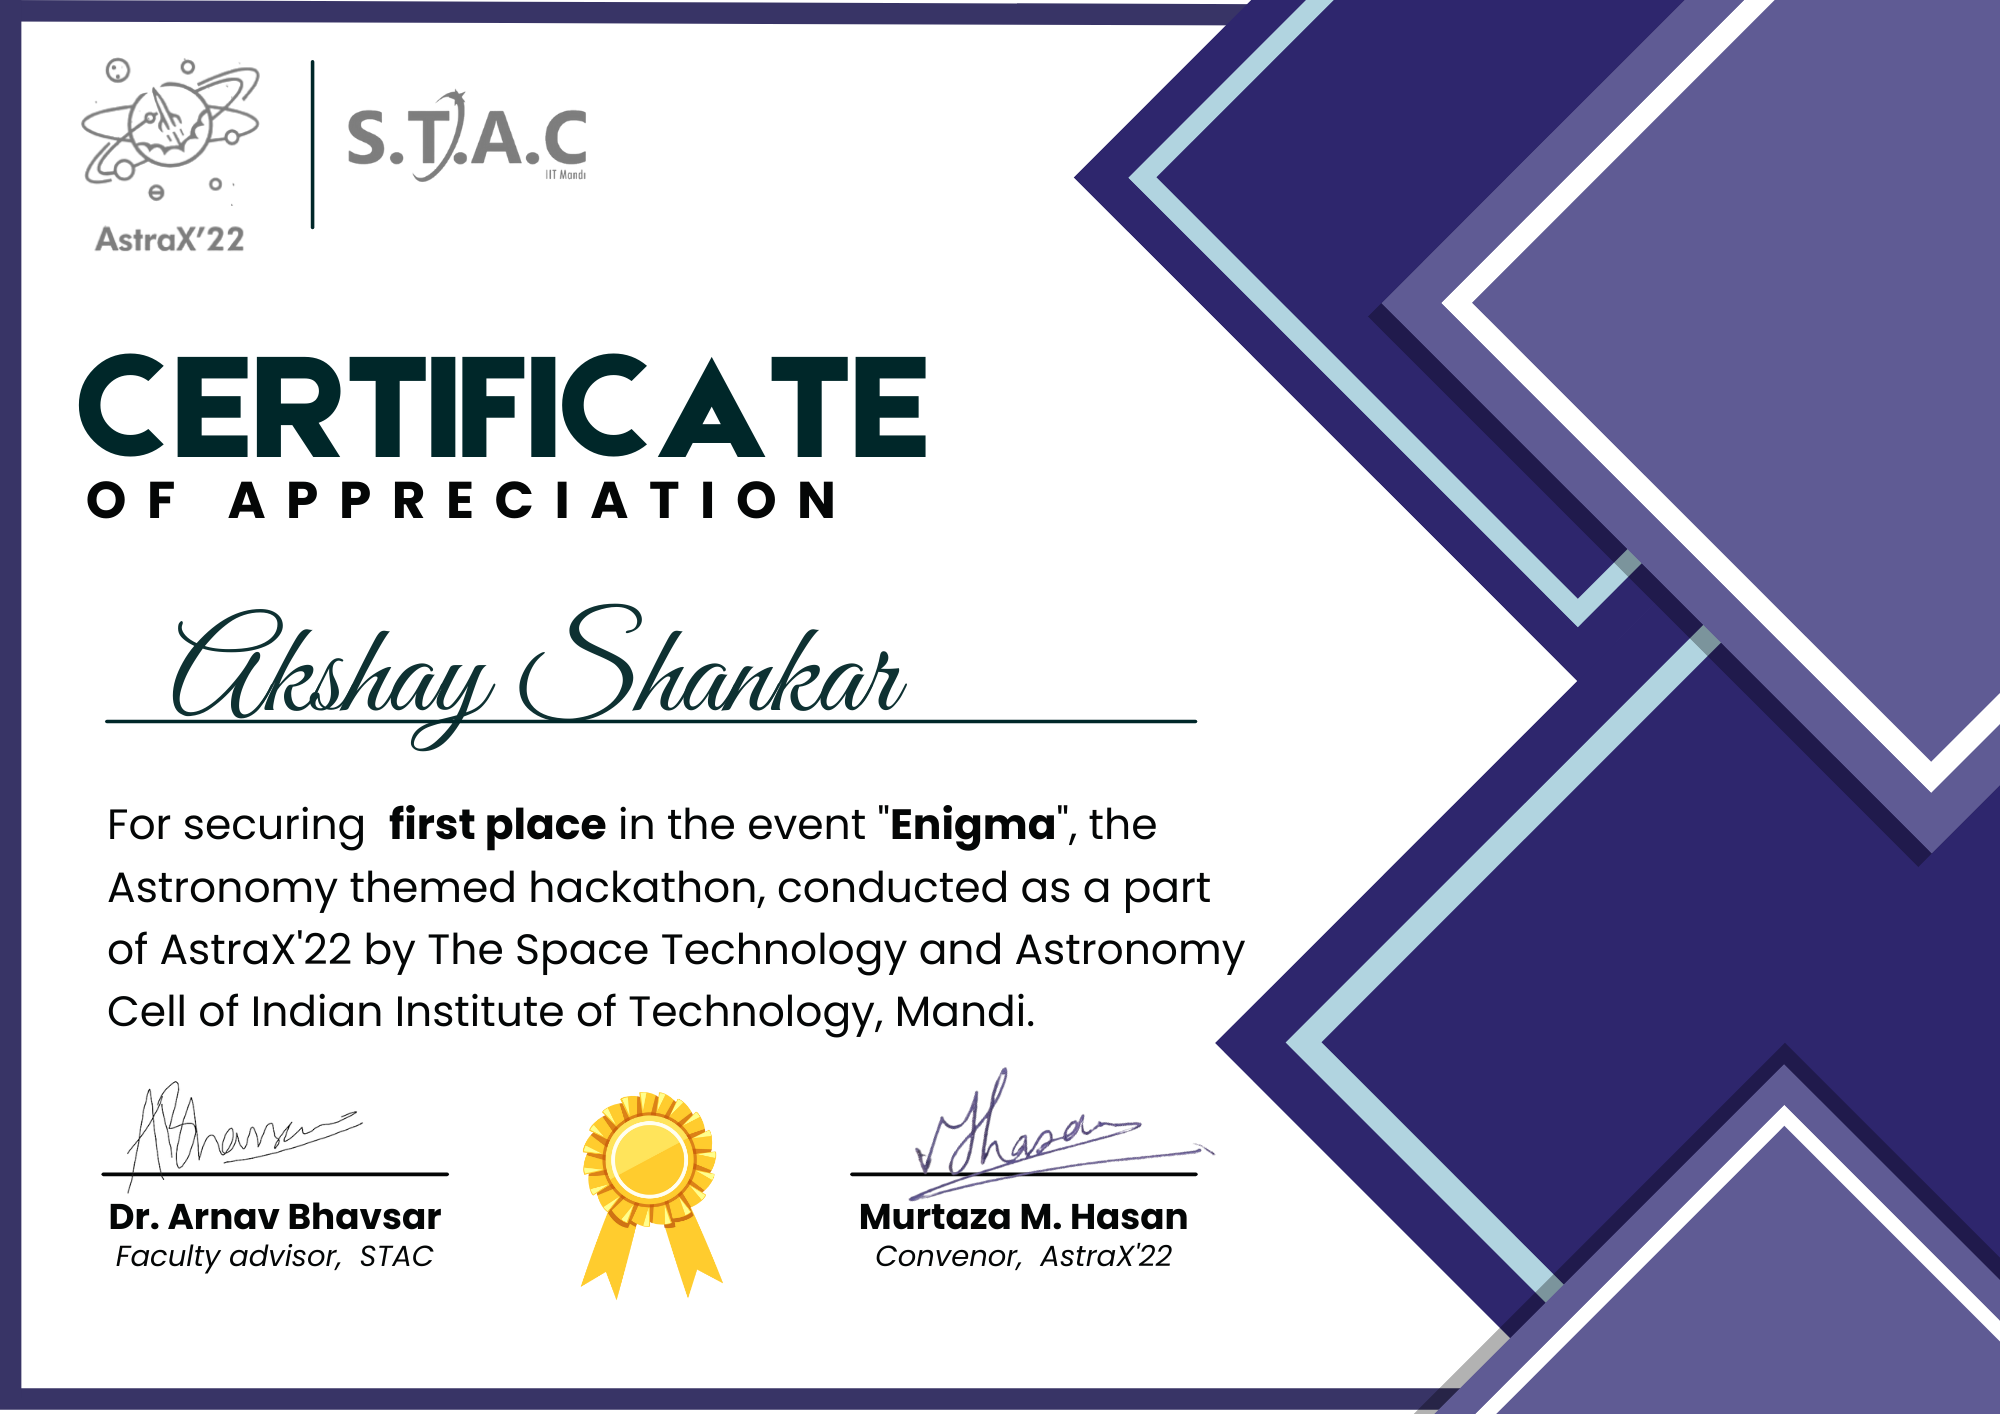 AstraX'22
S.T.A.C
IIT Mandi
CERTIFICATE
OF APPRECIATION
Akshay Shankar
For securing first place in the event "Enigma", the
Astronomy themed hackathon, conducted as a part
of AstraX'22 by The Space Technology and Astronomy
Cell of Indian Institute of Technology, Mandi.
ABhavsar
Dr. Arnav Bhavsar
Faculty advisor, STAC
MHasan
Murtaza M. Hasan
Convenor, AstraX'22